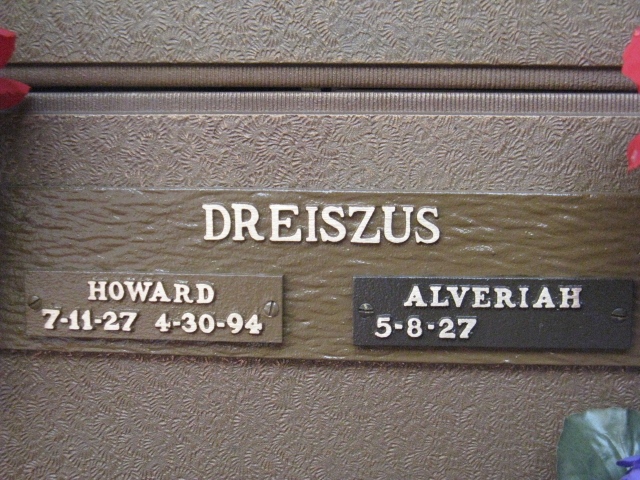 DREISZUS
HOWARD
7-11-27 4-30-94
ALVERIAH
5-8-27